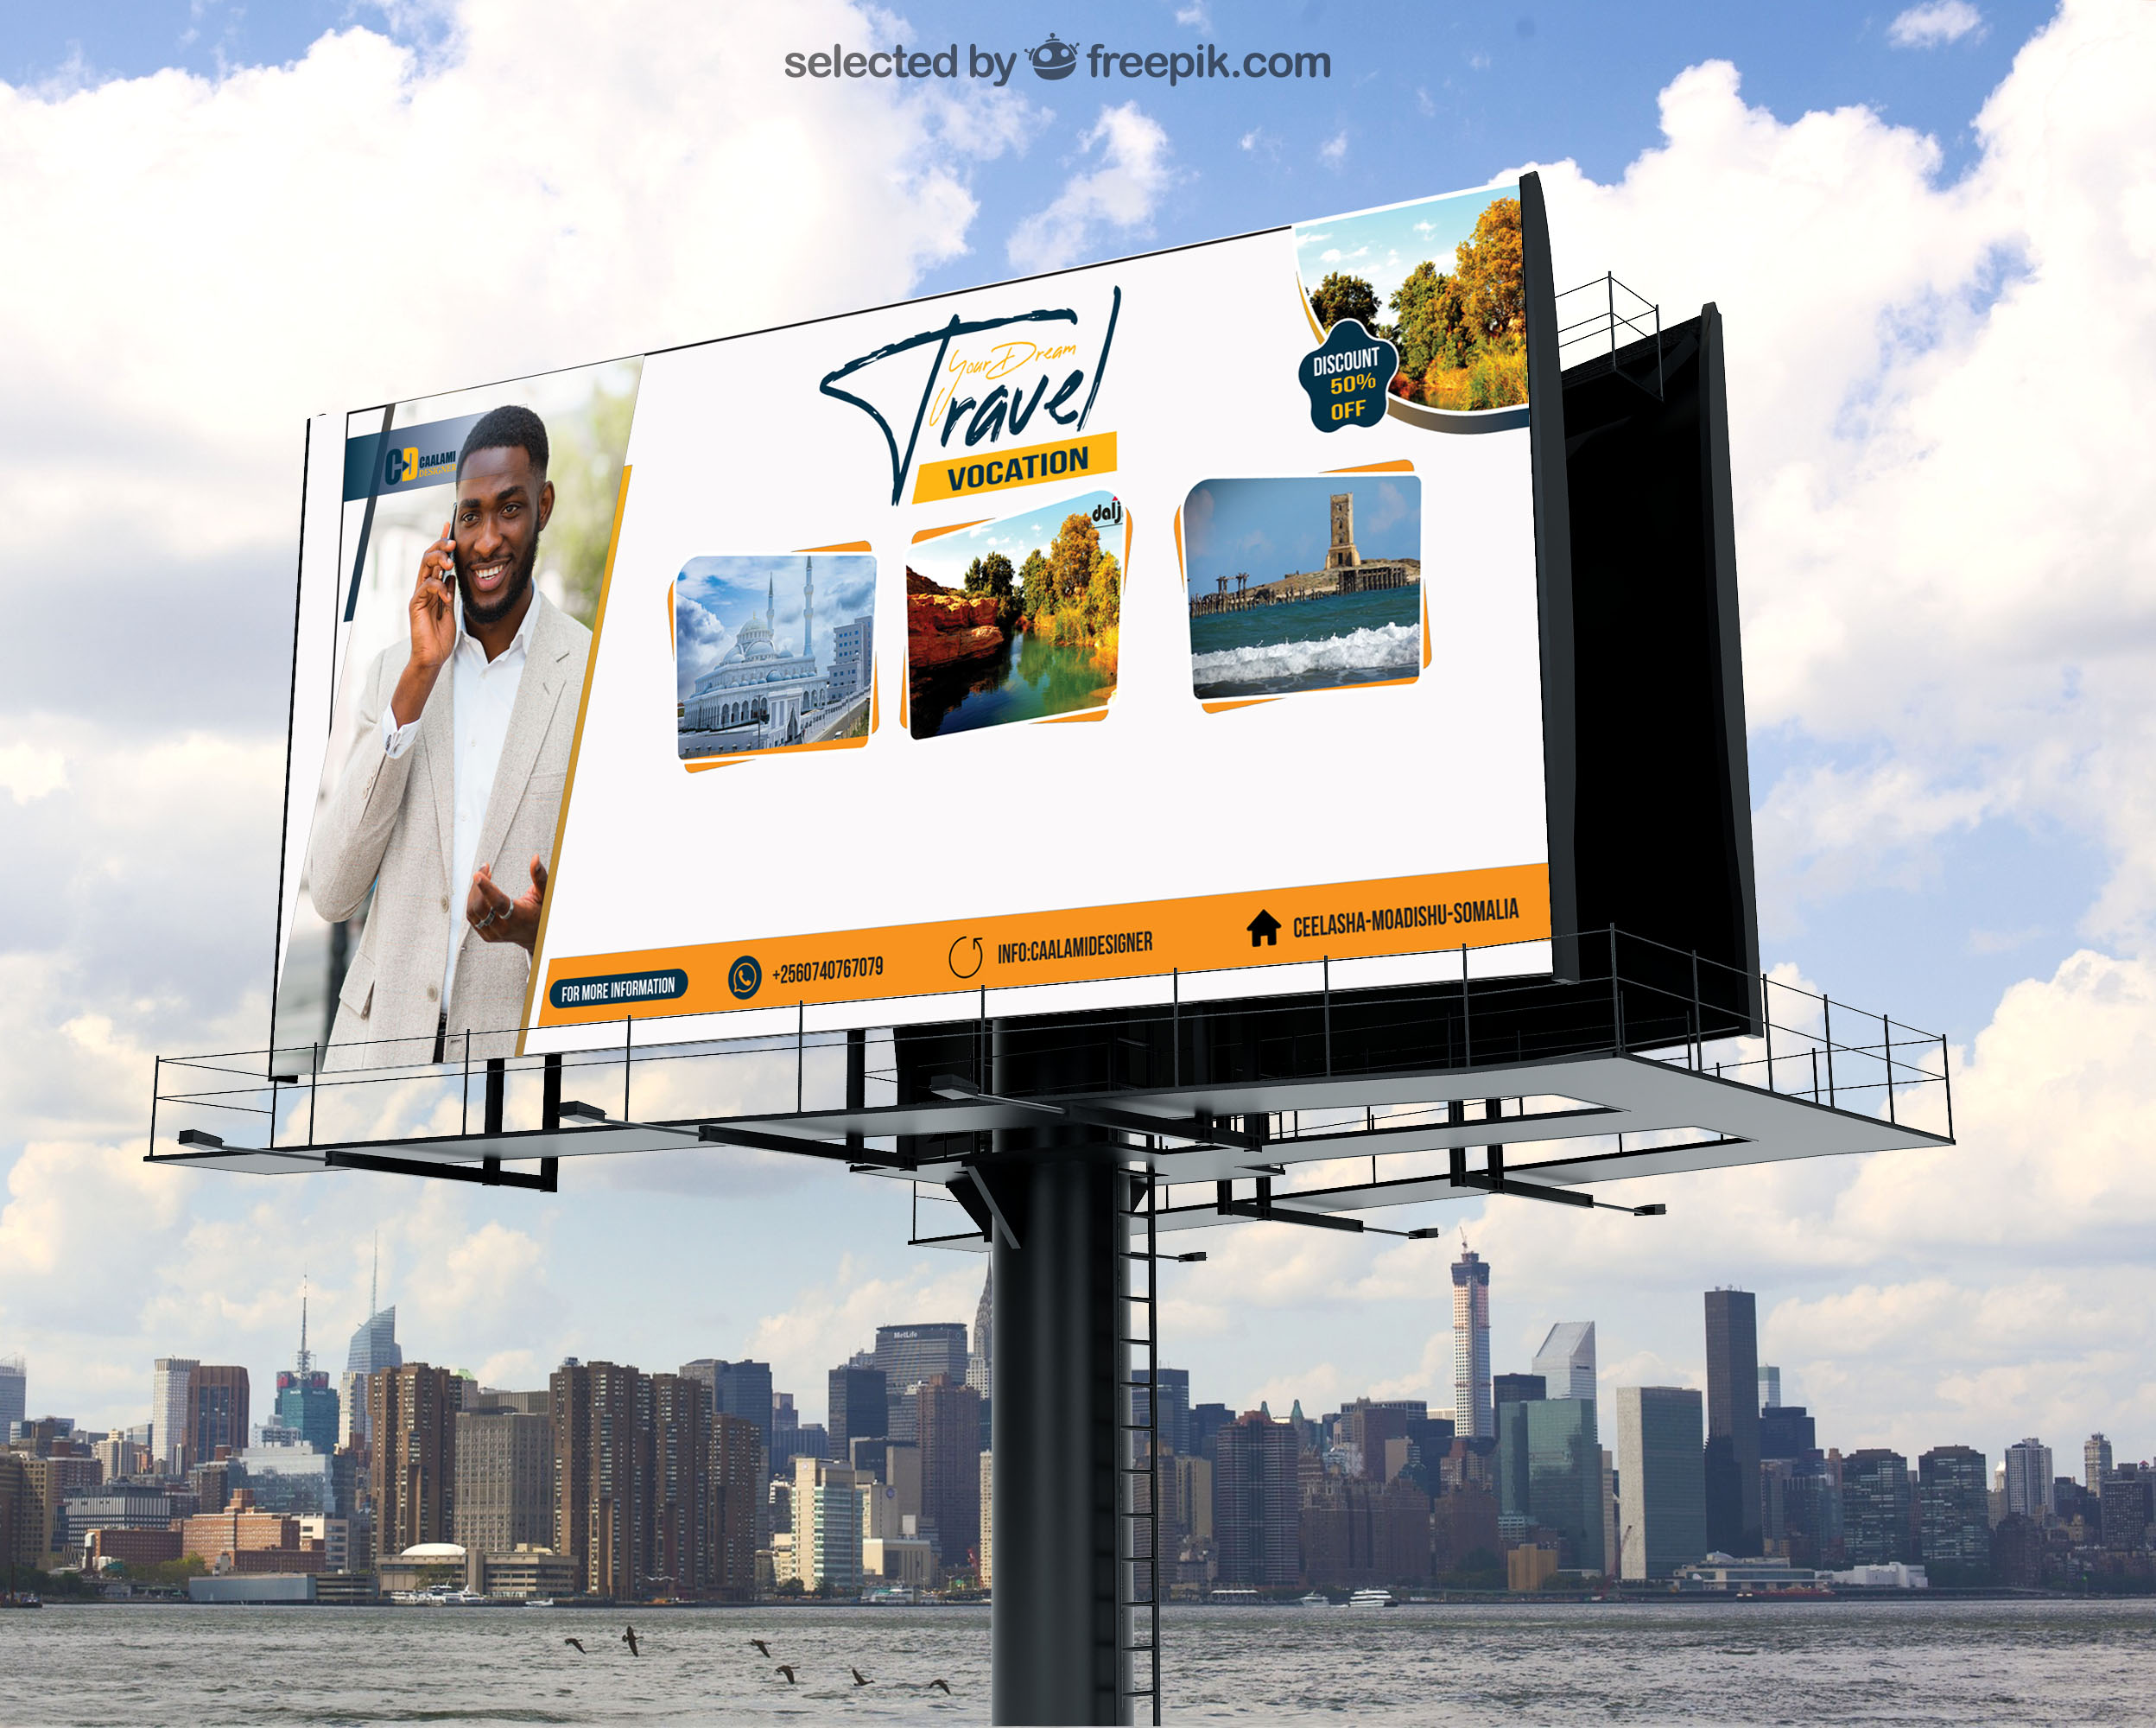 selected by freepik.com
CD CAALAMI
DESIGNER
Your Dream
Travel
VOCATION
DISCOUNT
50%
OFF
dalj
FOR MORE INFORMATION
+2560740767079
INFO:CAALAMIDESIGNER
CEELASHA-MOADISHU-SOMALIA
MetLife